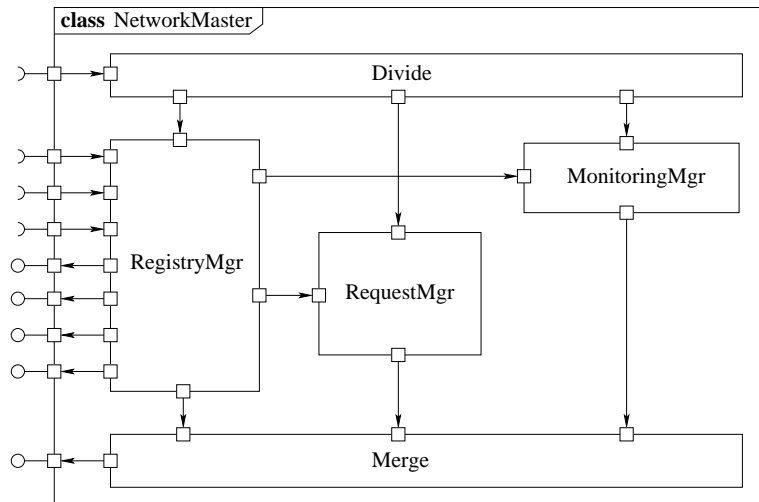 class NetworkMaster
Divide
MonitoringMgr
RegistryMgr
RequestMgr
Merge